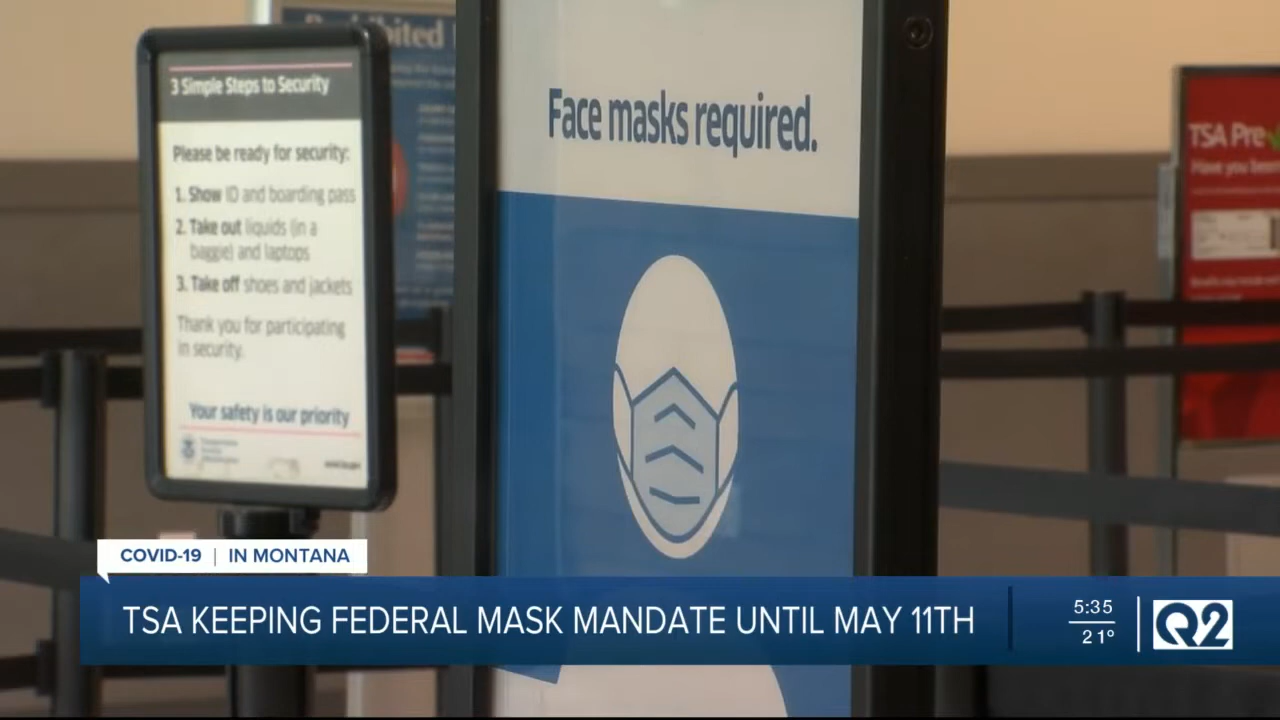 3 Simple Steps to Security
Please be ready for security:
1. Show ID and boarding pass
2. Take out liquids (in a
baggie) and laptops
3. Take off shoes and jackets
Thank you for participating
in security.
Your safety is our priority
Face masks required.
TSA Pre
Have you been
COVID-19 | IN MONTANA
TSA KEEPING FEDERAL MASK MANDATE UNTIL MAY 11TH
5:35
21°
Q2